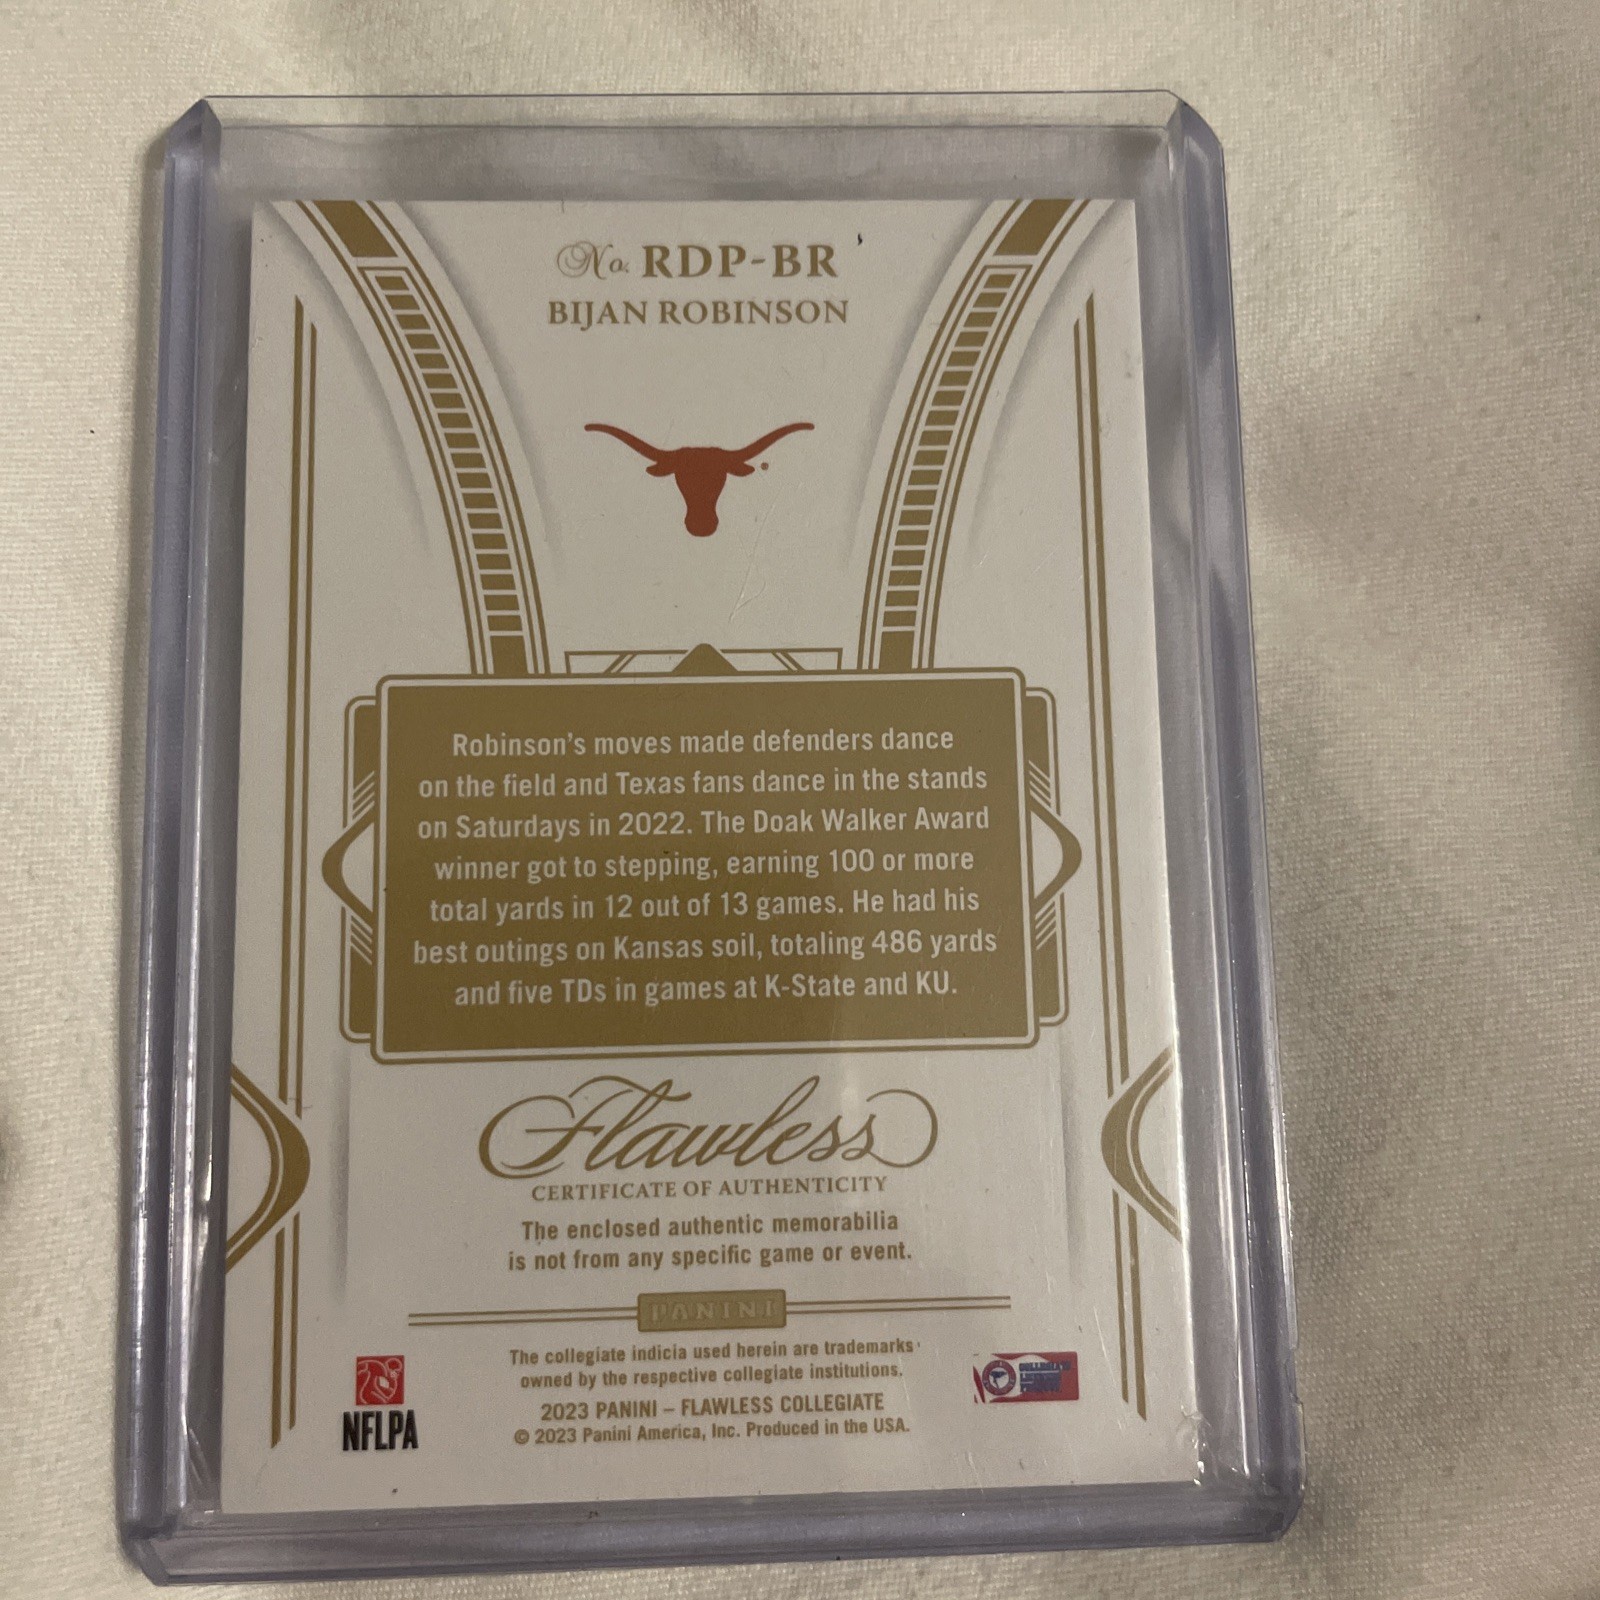 No. RDP-BR
BIJAN ROBINSON
Robinson's moves made defenders dance
on the field and Texas fans dance in the stands
on Saturdays in 2022. The Doak Walker Award
winner got to stepping, earning 100 or more
total yards in 12 out of 13 games. He had his
best outings on Kansas soil, totaling 486 yards
and five TDs in games at K-State and KU.
Flawless
CERTIFICATE OF AUTHENTICITY
The enclosed authentic memorabilia
is not from any specific game or event.
PANINI
The collegiate indicia used herein are trademarks
owned by the respective collegiate institutions.
2023 PANINI – FLAWLESS COLLEGIATE
© 2023 Panini America, Inc. Produced in the USA.
NFLPA